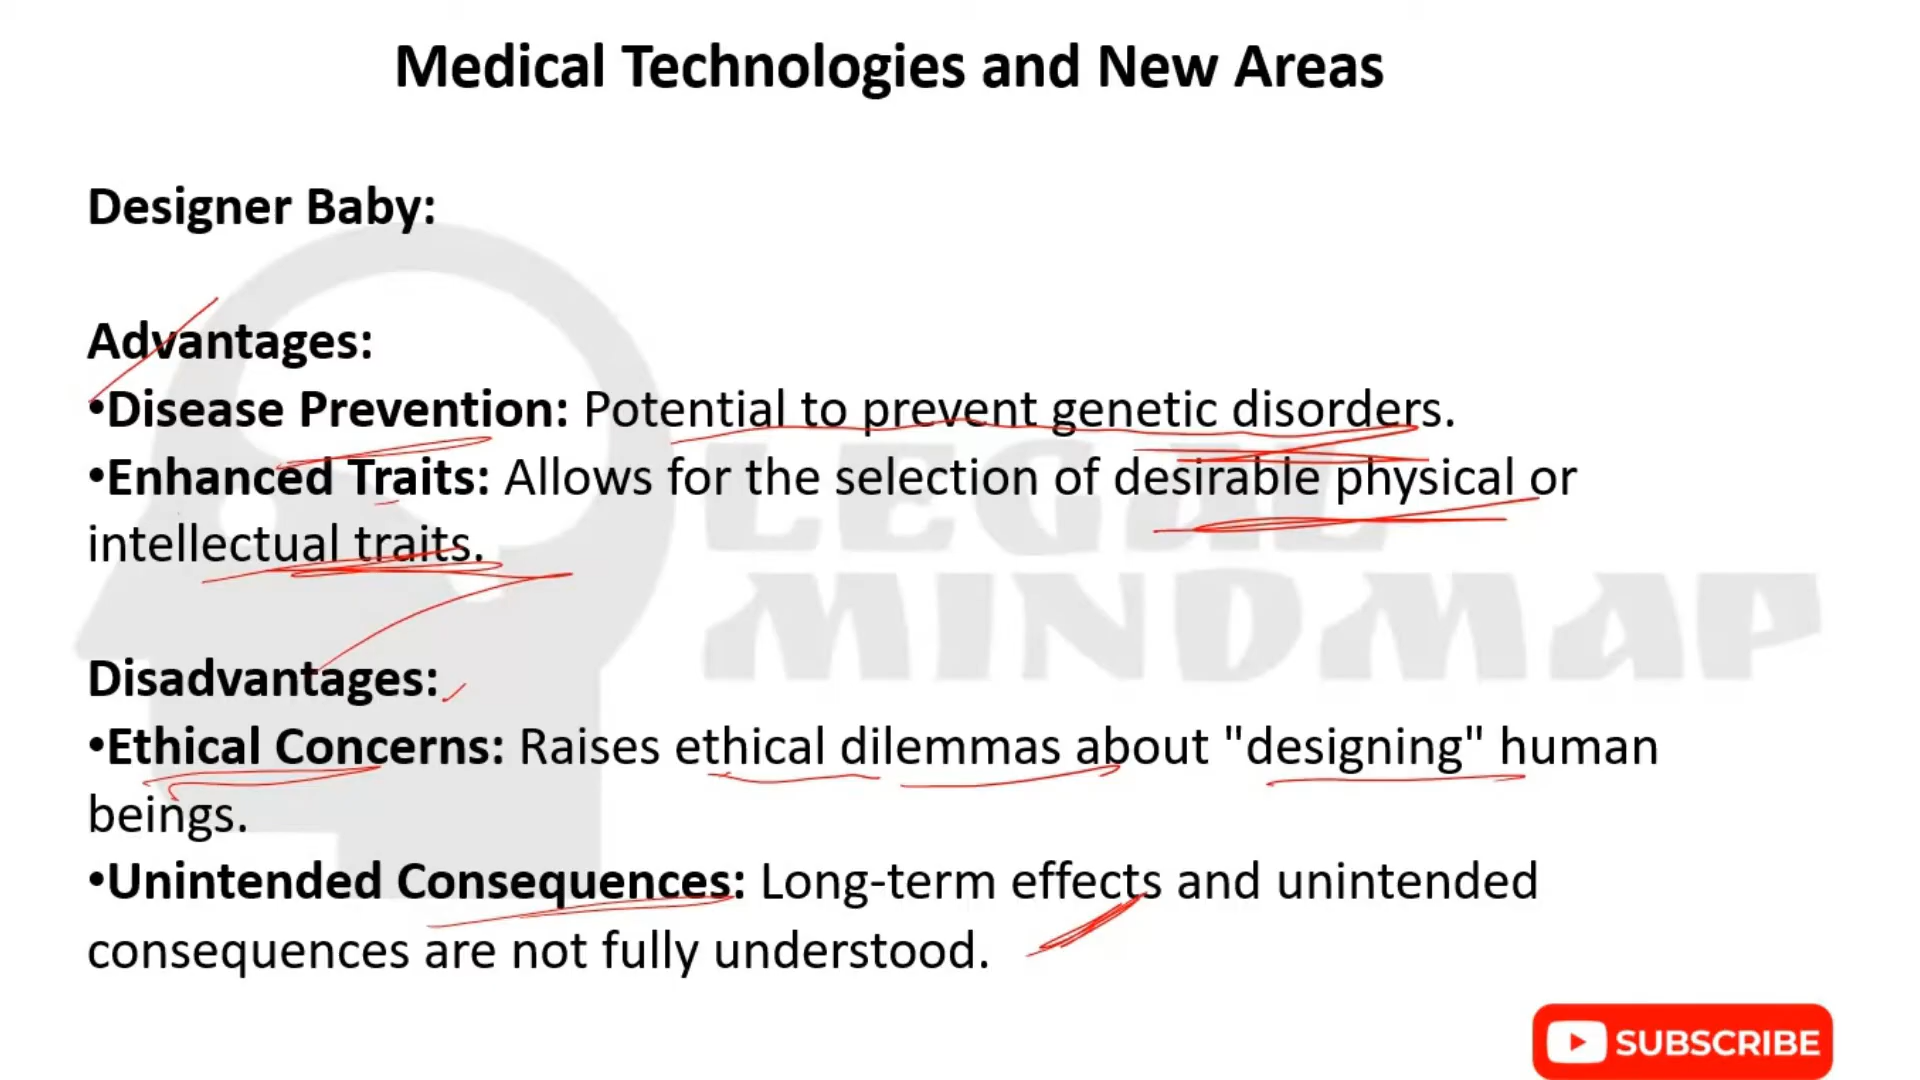 Medical Technologies and New Areas
Designer Baby:
Advantages:
•Disease Prevention: Potential to prevent genetic disorders.
•Enhanced Traits: Allows for the selection of desirable physical or
intellectual traits.
LEGAL
MINDMAP
Disadvantages:
•Ethical Concerns: Raises ethical dilemmas about "designing" human
beings.
•Unintended Consequences: Long-term effects and unintended
consequences are not fully understood.
SUBSCRIBE